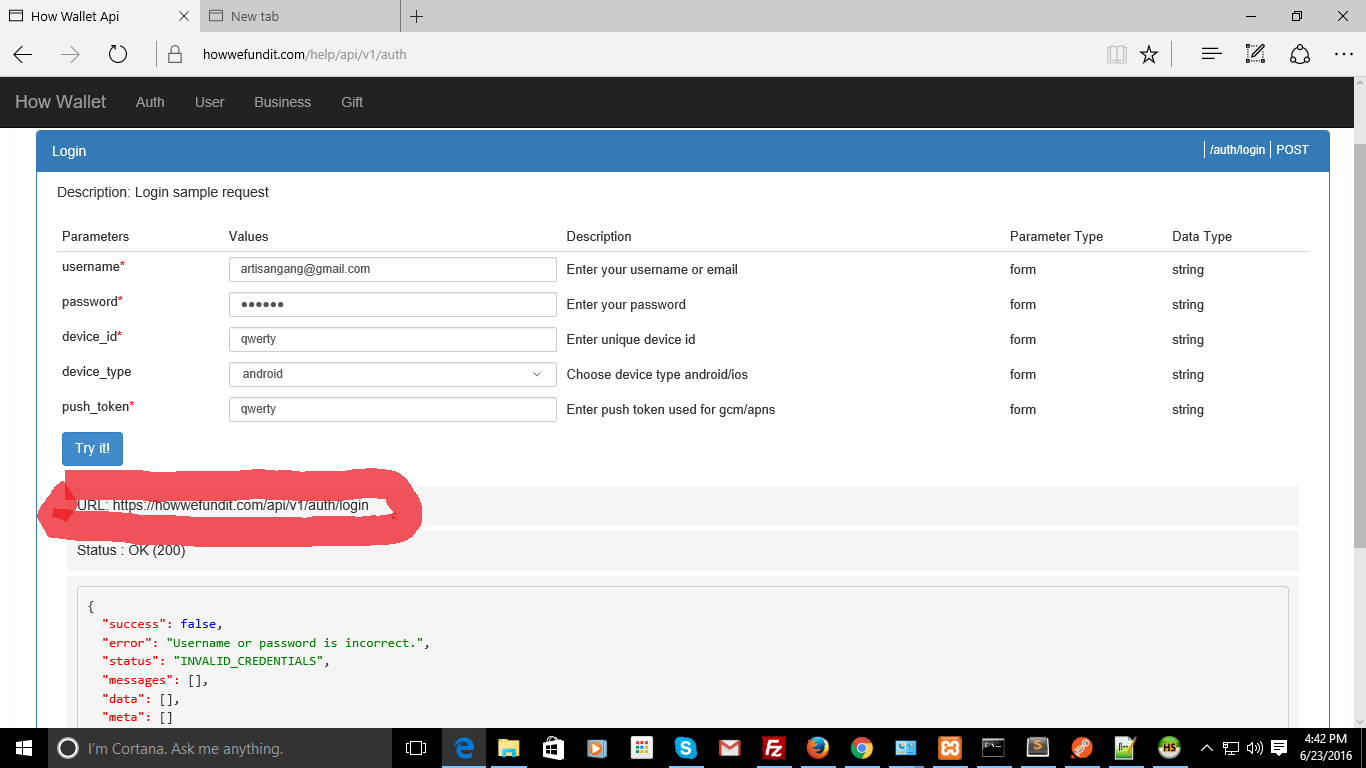 How Wallet Api
New tab
howwefundit.com/help/api/v1/auth
How Wallet Auth User Business Gift
Login /auth/login POST
Description: Login sample request
Parameters Values Description Parameter Type Data Type
username* artisangang@gmail.com Enter your username or email form string
password* •••••• Enter your password form string
device_id* qwerty Enter unique device id form string
device_type android Choose device type android/ios form string
push_token* qwerty Enter push token used for gcm/apns form string
Try it!
URL: https://howwefundit.com/api/v1/auth/login
Status : OK (200)
{
"success": false,
"error": "Username or password is incorrect.",
"status": "INVALID_CREDENTIALS",
"messages": [],
"data": [],
"meta": []
I'm Cortana. Ask me anything.
Fz
S
HS
4:42 PM
6/23/2016